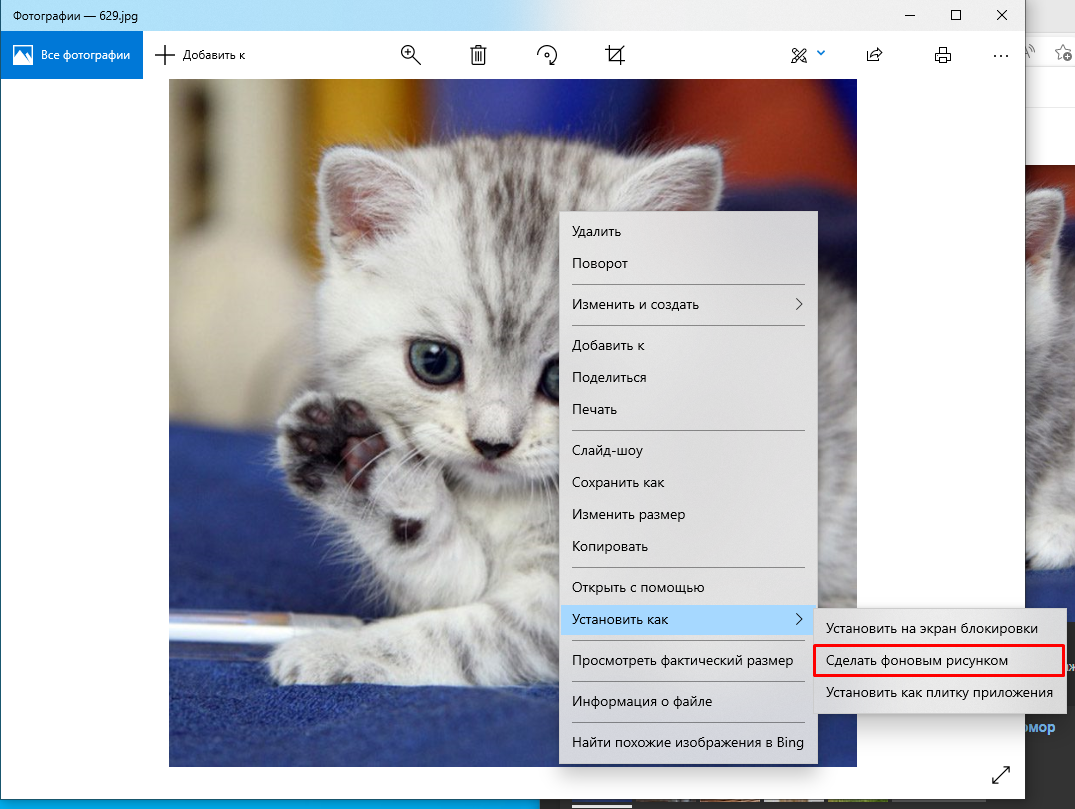 Фотографии — 629.jpg
Все фотографии
Добавить к
Удалить
Поворот
Изменить и создать
Добавить к
Поделиться
Печать
Слайд-шоу
Сохранить как
Изменить размер
Копировать
Открыть с помощью
Установить как
Просмотреть фактический размер
Информация о файле
Найти похожие изображения в Bing
Установить на экран блокировки
Сделать фоновым рисунком
Установить как плитку приложения